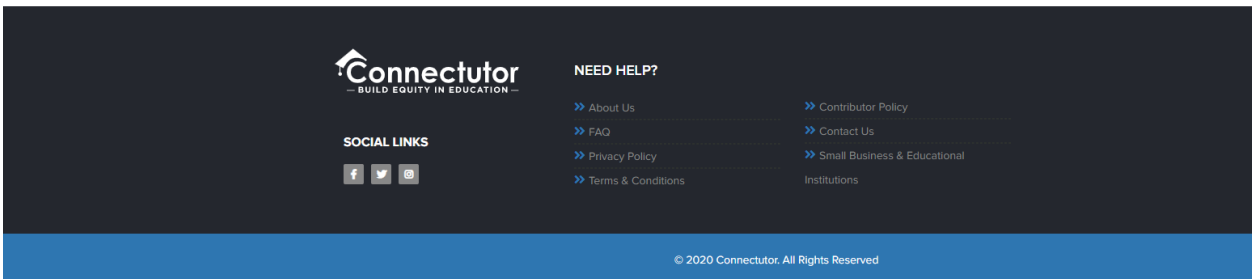 Connectutor
— BUILD EQUITY IN EDUCATION —
SOCIAL LINKS
NEED HELP?
About Us
FAQ
Privacy Policy
Terms & Conditions
Contributor Policy
Contact Us
Small Business & Educational
Institutions
© 2020 Connectutor. All Rights Reserved